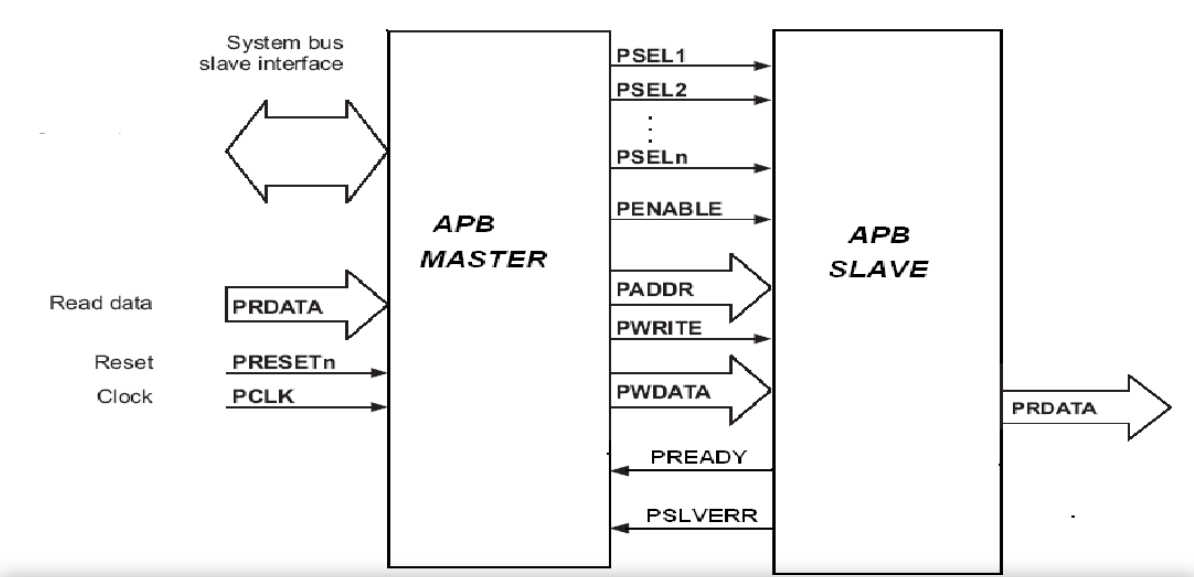 System bus
slave interface
PSEL1
PSEL2
PSELn
PENABLE
APB
MASTER
APB
SLAVE
Read data
PRDATA
PADDR
PWRITE
Reset
PRESETn
Clock
PCLK
PWDATA
PRDATA
PREADY
PSLVERR